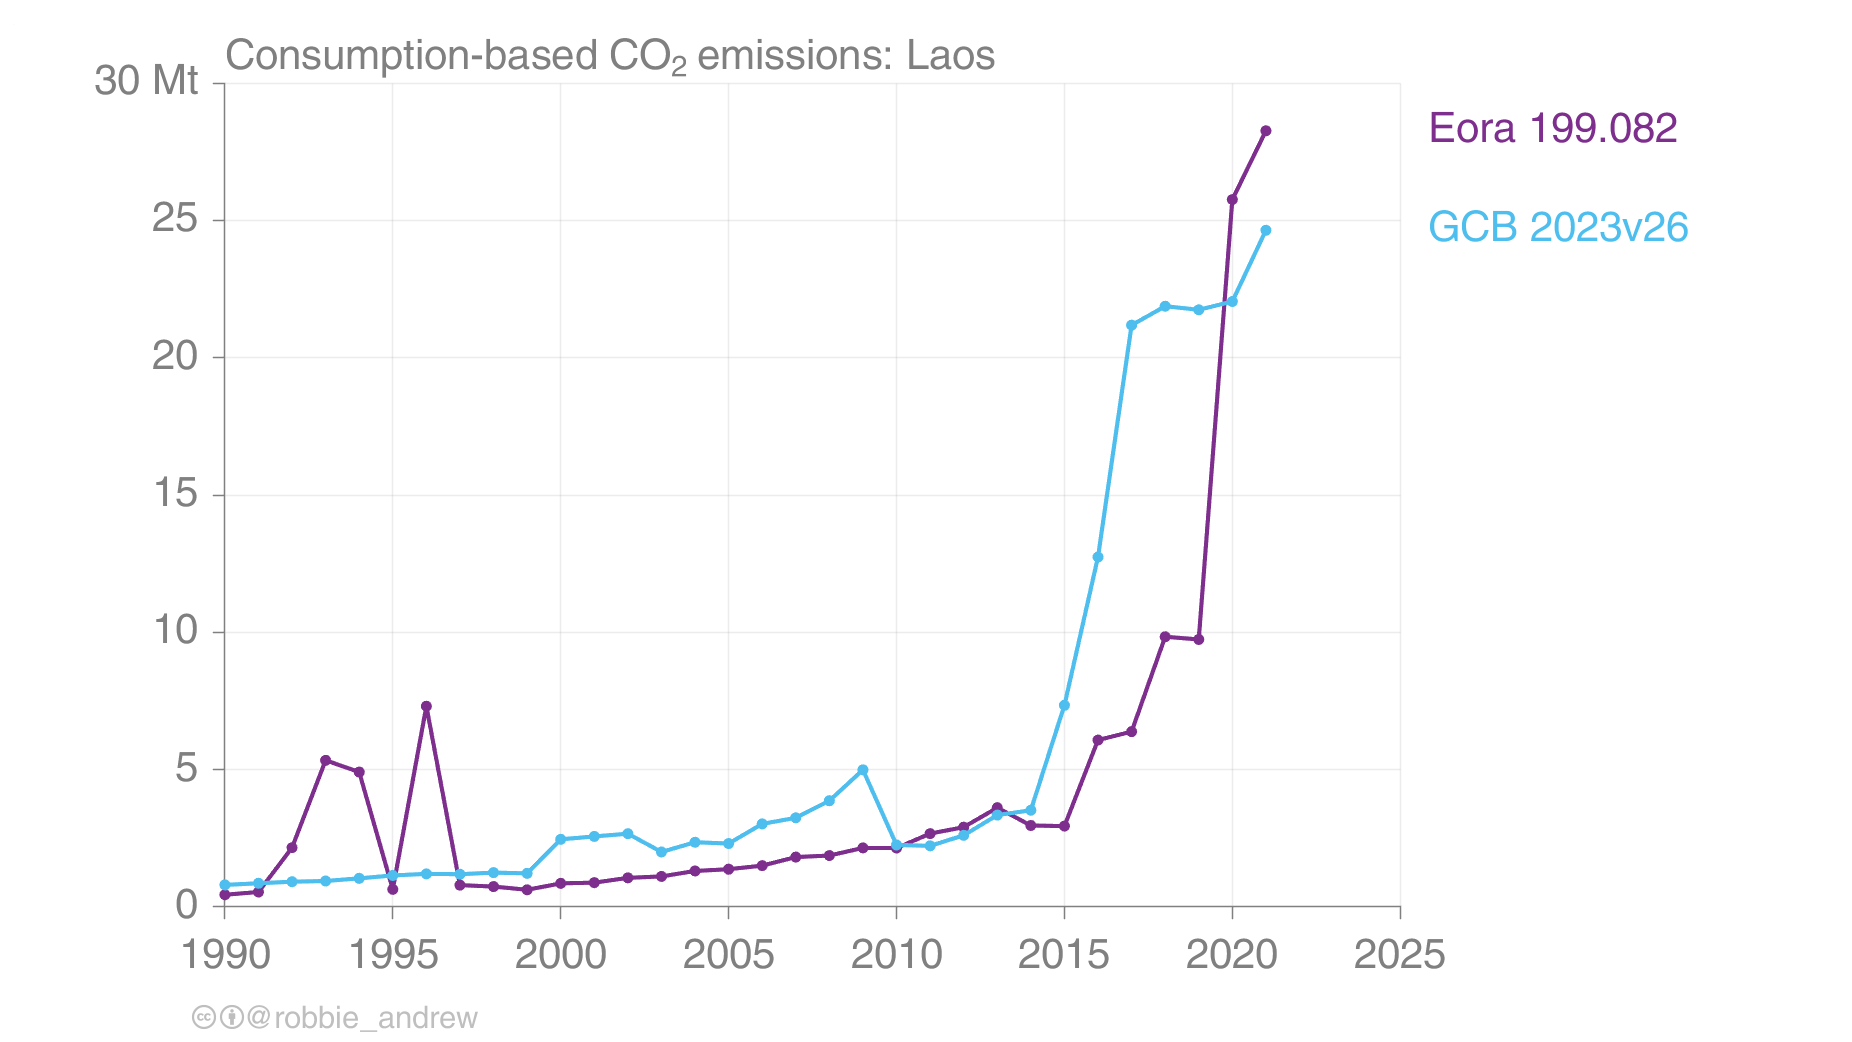 Consumption-based CO₂ emissions: Laos
30 Mt
25
20
15
10
5
0
1990 1995 2000 2005 2010 2015 2020 2025
Eora 199.082
GCB 2023v26
cc @robbie_andrew